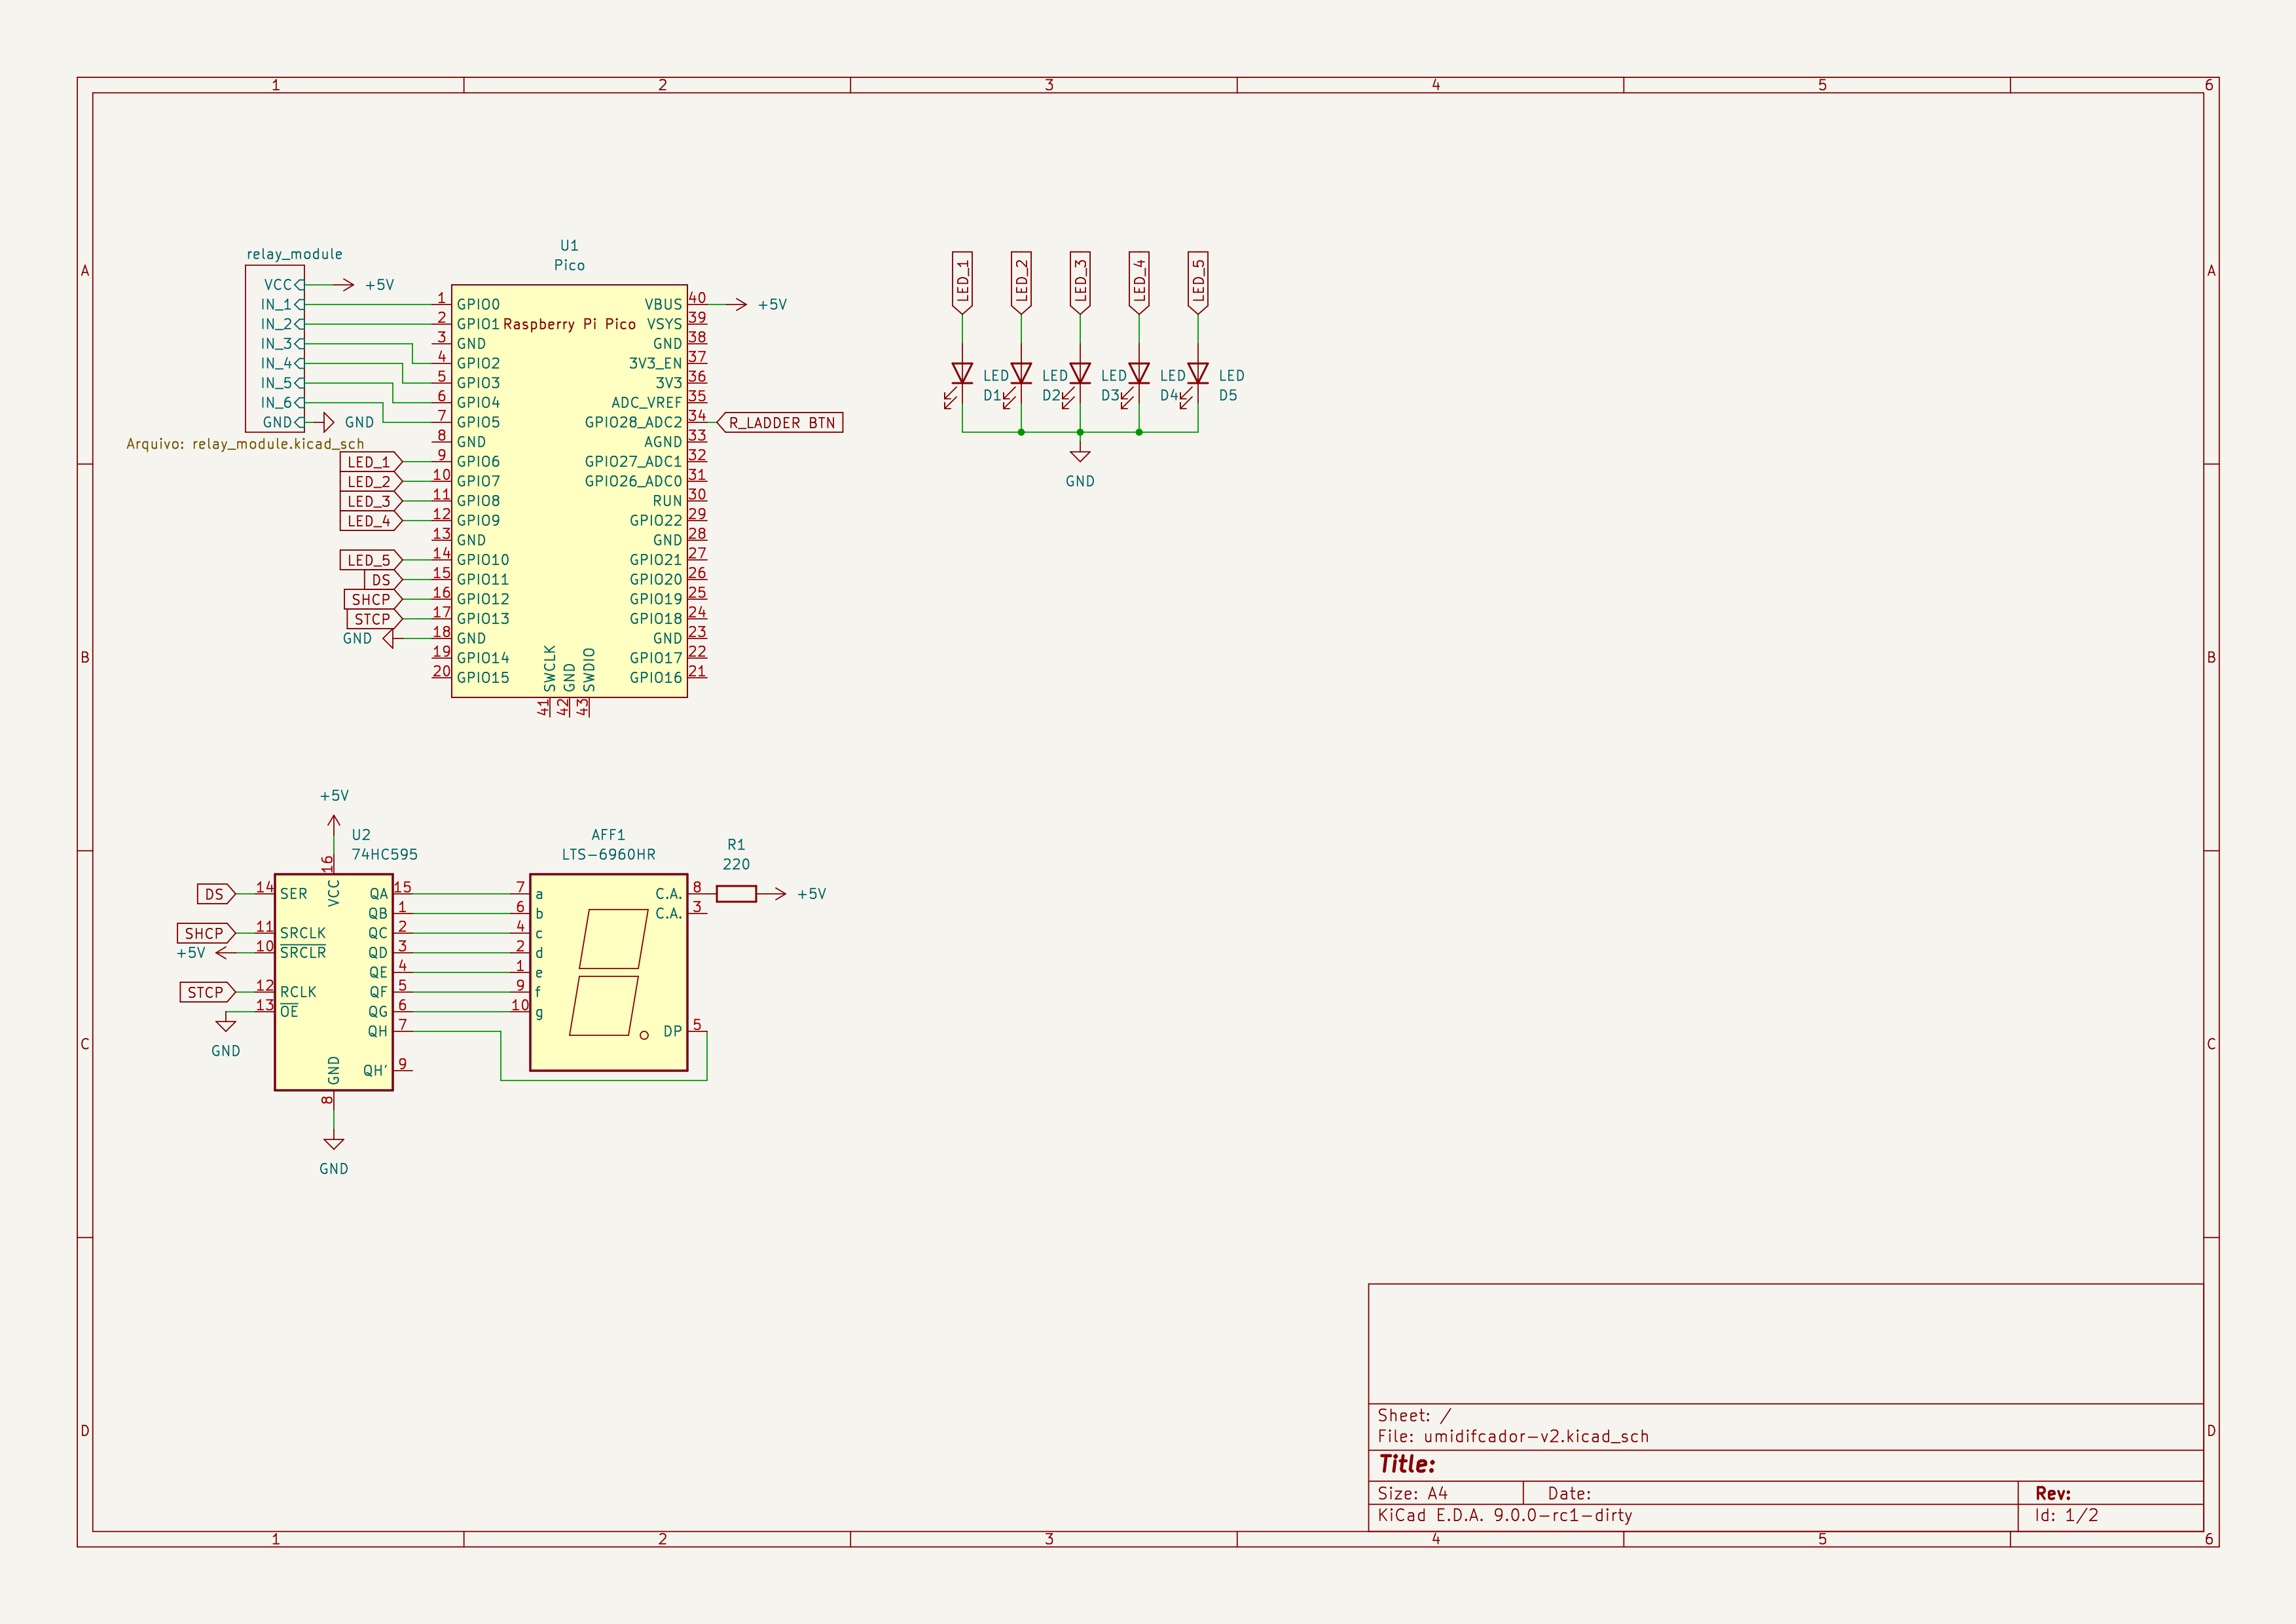 1 2 3 4 5 6
A A
B B
C C
D D
1 2 3 4 5 6
relay_module
VCC
IN_1
IN_2
IN_3
IN_4
IN_5
IN_6
GND
+5V
GND
Arquivo: relay_module.kicad_sch
LED_1
LED_2
LED_3
LED_4
LED_5
DS
SHCP
STCP
GND
U1
Pico
Raspberry Pi Pico
1 GPIO0
2 GPIO1
3 GND
4 GPIO2
5 GPIO3
6 GPIO4
7 GPIO5
8 GND
9 GPIO6
10 GPIO7
11 GPIO8
12 GPIO9
13 GND
14 GPIO10
15 GPIO11
16 GPIO12
17 GPIO13
18 GND
19 GPIO14
20 GPIO15
SWCLK 41
GND 42
SWDIO 43
VBUS 40
VSYS 39
GND 38
3V3_EN 37
3V3 36
ADC_VREF 35
GPIO28_ADC2 34
AGND 33
GPIO27_ADC1 32
GPIO26_ADC0 31
RUN 30
GPIO22 29
GND 28
GPIO21 27
GPIO20 26
GPIO19 25
GPIO18 24
GND 23
GPIO17 22
GPIO16 21
+5V
R_LADDER BTN
LED_1 LED_2 LED_3 LED_4 LED_5
LED LED LED LED LED
D1 D2 D3 D4 D5
GND
+5V
U2
74HC595
DS
SHCP
+5V
STCP
GND
16 VCC
14 SER
11 SRCLK
10 SRCLR
12 RCLK
13 OE
GND 8
QA 15
QB 1
QC 2
QD 3
QE 4
QF 5
QG 6
QH 7
QH' 9
GND
AFF1
LTS-6960HR
7 a
6 b
4 c
2 d
1 e
9 f
10 g
C.A. 8
C.A. 3
DP 5
R1
220
+5V
Sheet: /
File: umidifcador-v2.kicad_sch
Title:
Size: A4 Date: Rev:
KiCad E.D.A. 9.0.0-rc1-dirty Id: 1/2